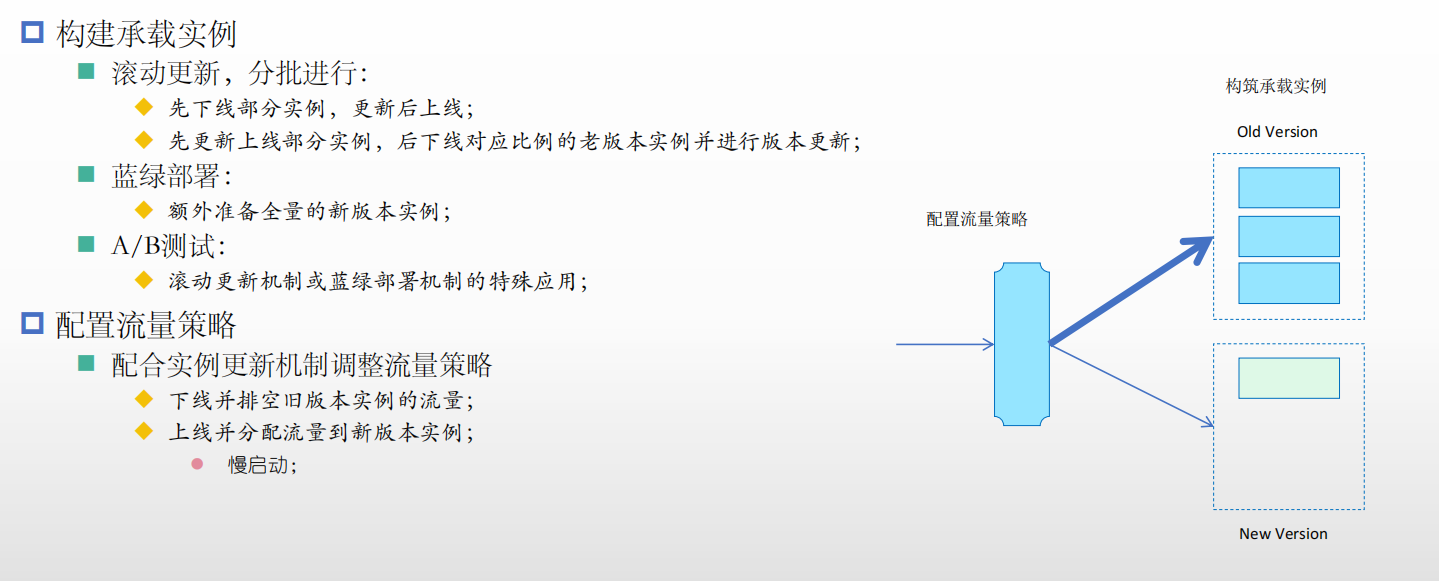 构建承载实例
滚动更新，分批进行：
先下线部分实例，更新后上线；
先更新上线部分实例，后下线对应比例的老版本实例并进行版本更新；
蓝绿部署：
额外准备全量的新版本实例；
A/B测试：
滚动更新机制或蓝绿部署机制的特殊应用；
配置流量策略
配合实例更新机制调整流量策略
下线并排空旧版本实例的流量；
上线并分配流量到新版本实例；
慢启动；
构筑承载实例
Old Version
配置流量策略
New Version